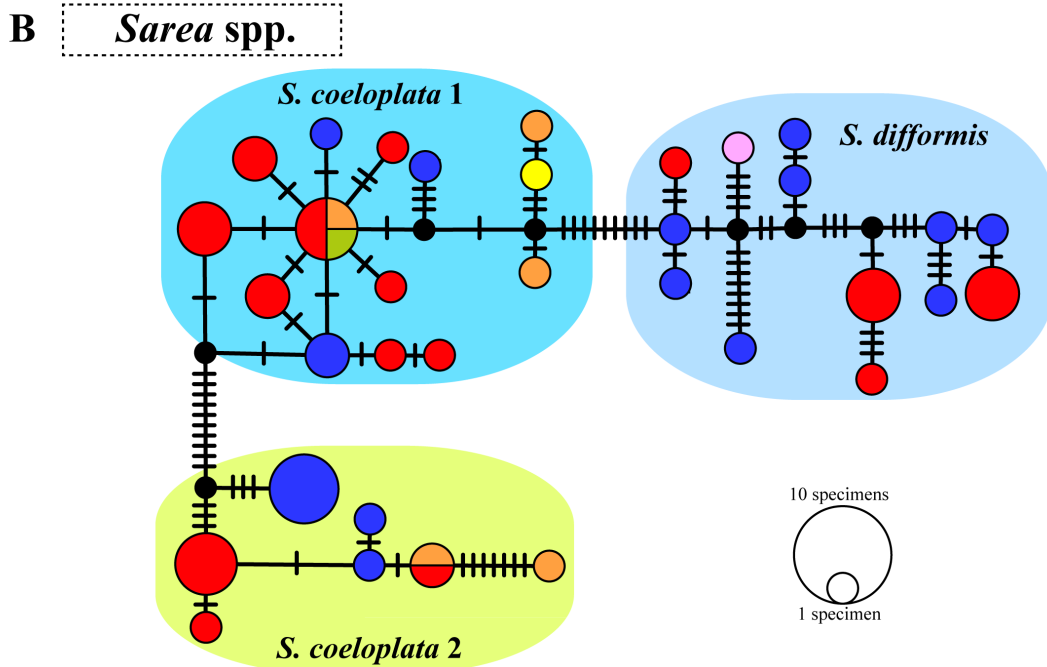 B Sarea spp.
S. coeloplata 1
S. difformis
10 specimens
1 specimen
S. coeloplata 2